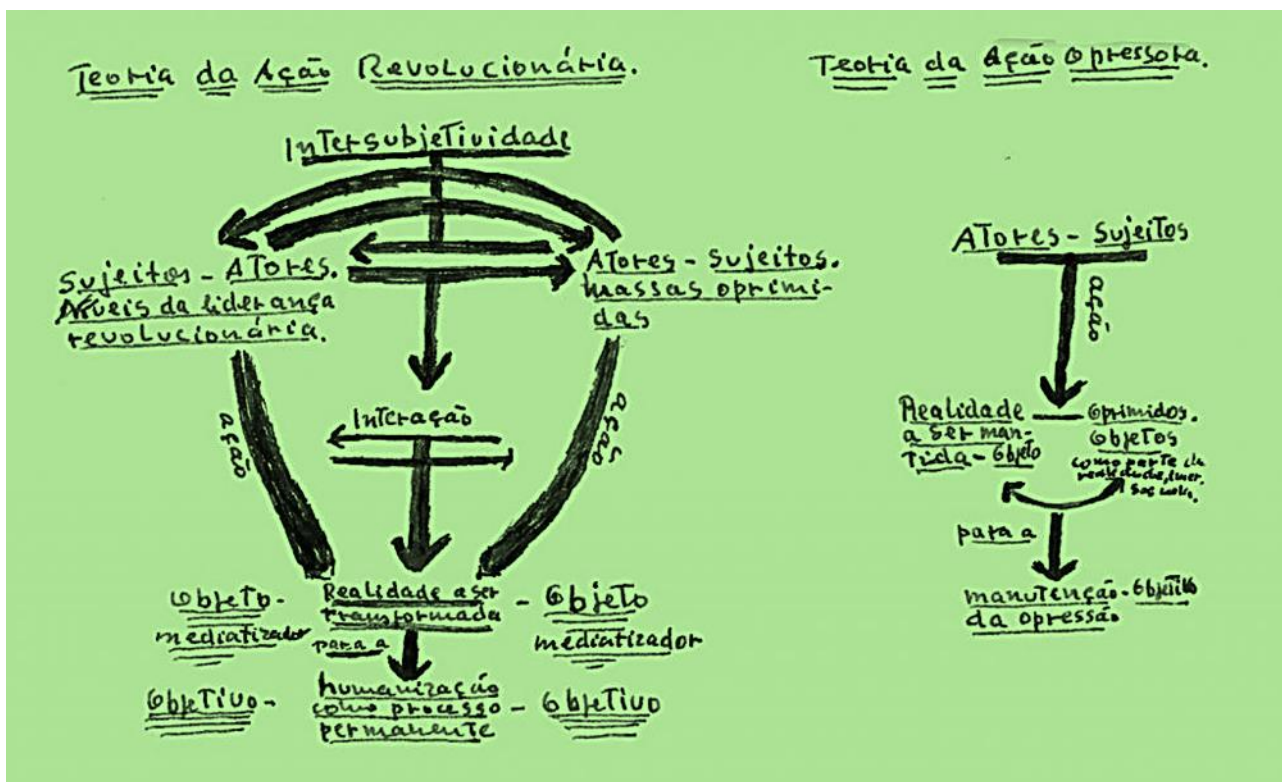 Teoria da Ação Revolucionária.
Intersubjetividade
Sujeitos - Atores.
Níveis da liderança
revolucionária.
Atores - Sujeitos.
massas oprimi-
das
Interação
ação
ação
Objeto-
mediatizador
Realidade a ser
transformada
- Objeto
mediatizador
para a
Objetivo-
humanização
como processo
permanente
- Objetivo
Teoria da Ação Opressora.
Atores - Sujeitos
ação
Realidade
a ser man-
tida - Objeto
Oprimidos.
Objetos
como parte da
realidade, imer
para a
manutenção - Objetivo
da opressão